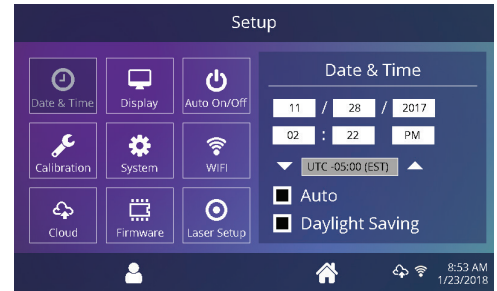 Setup
Date & Time
Display
Auto On/Off
Calibration
System
WIFI
Cloud
Firmware
Laser Setup
Date & Time
11 / 28 / 2017
02 : 22 PM
UTC -05:00 (EST)
Auto
Daylight Saving
8:53 AM
1/23/2018